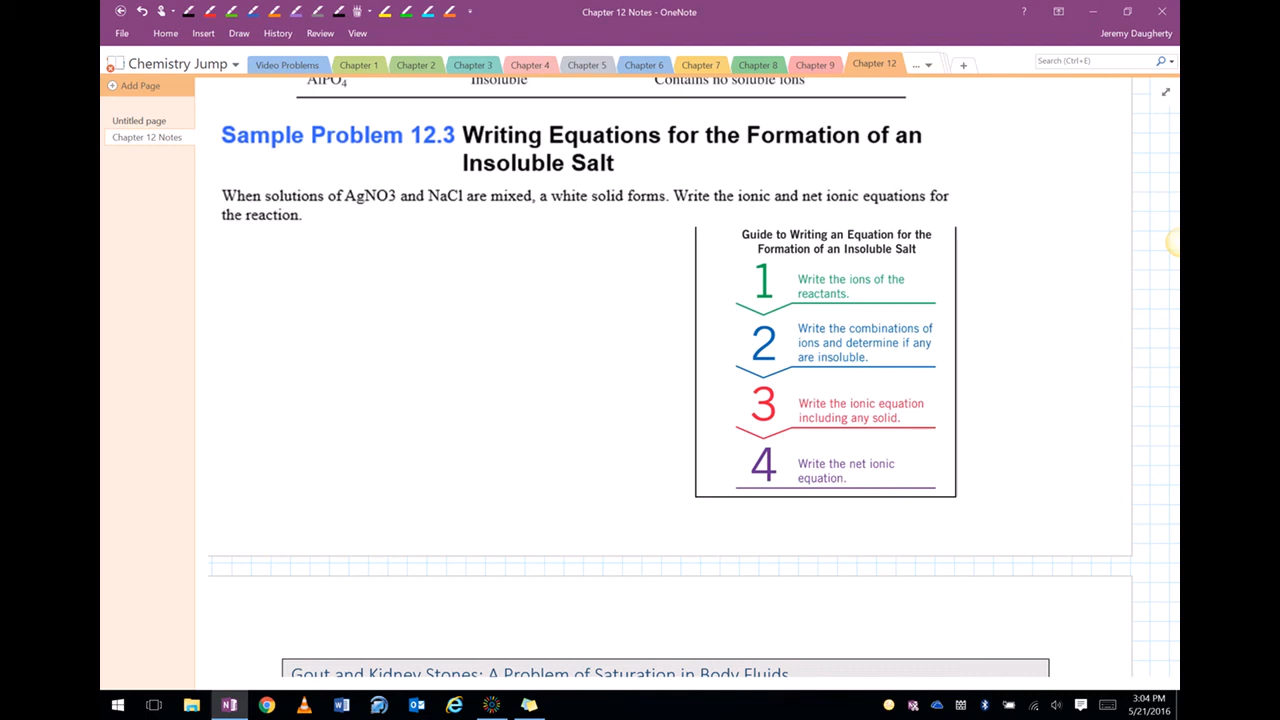 Chapter 12 Notes - OneNote
?
File
Home
Insert
Draw
History
Review
View
Jeremy Daugherty
Chemistry Jump
Video Problems
Chapter 1
Chapter 2
Chapter 3
Chapter 4
Chapter 5
Chapter 6
Chapter 7
Chapter 8
Chapter 9
Chapter 12
...
Search (Ctrl+E)
Add Page
Untitled page
Chapter 12 Notes
AlPO4 Insoluble Contains no soluble ions
Sample Problem 12.3 Writing Equations for the Formation of an
Insoluble Salt
When solutions of AgNO3 and NaCl are mixed, a white solid forms. Write the ionic and net ionic equations for
the reaction.
Guide to Writing an Equation for the
Formation of an Insoluble Salt
1
Write the ions of the
reactants.
2
Write the combinations of
ions and determine if any
are insoluble.
3
Write the ionic equation
including any solid.
4
Write the net ionic
equation.
Gout and Kidney Stones: A Problem of Saturation in Body Fluids
3:04 PM
5/21/2016